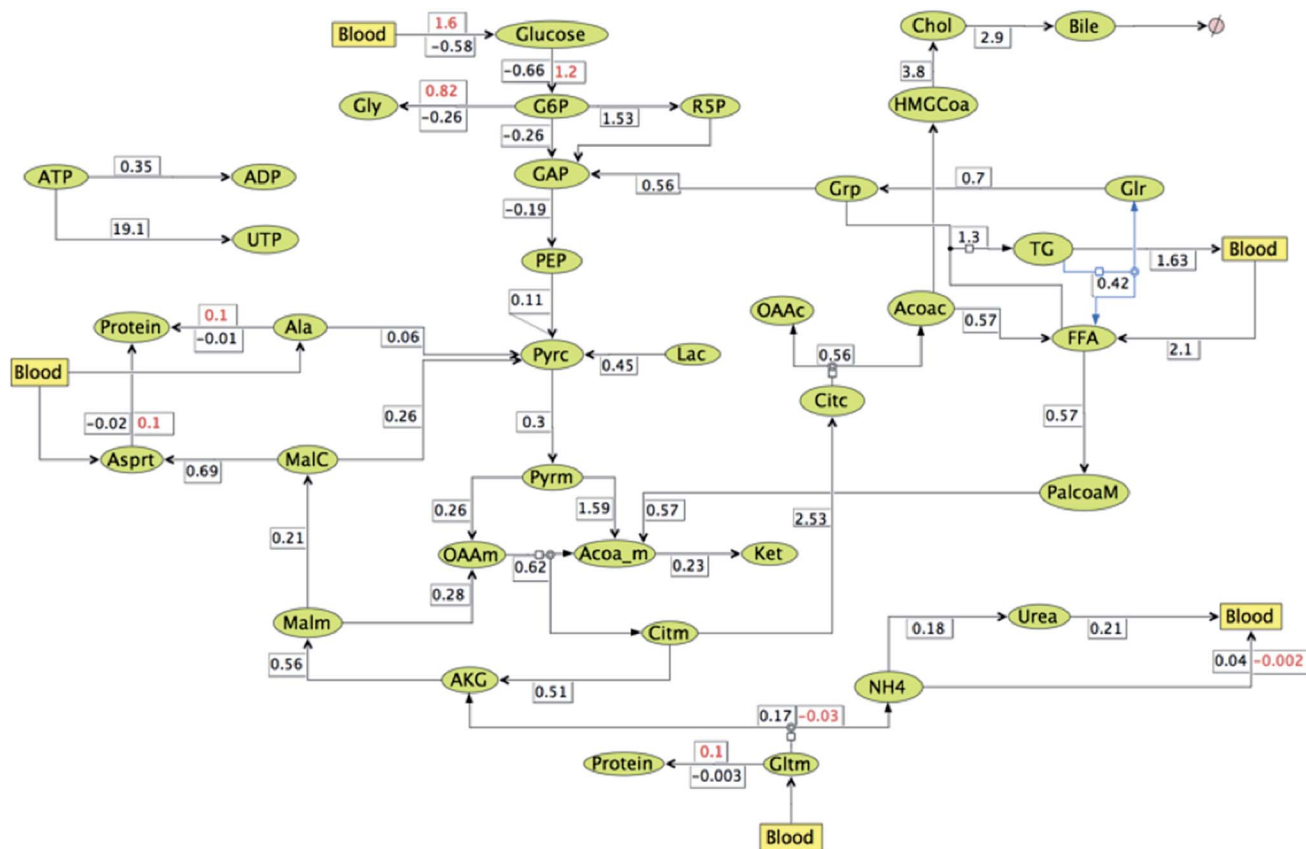 1.6
Blood
Glucose
-0.58
Chol
2.9
Bile
-0.66
1.2
3.8
0.82
Gly
G6P
R5P
-0.26
1.53
HMGCoa
-0.26
ATP
0.35
ADP
GAP
0.56
Grp
0.7
Glr
-0.19
19.1
UTP
1.3
TG
1.63
Blood
PEP
0.42
0.11
OAAc
Acoac
0.57
Protein
0.1
Ala
-0.01
0.06
FFA
2.1
Pyrc
Lac
0.45
0.56
Blood
Citc
-0.02
0.1
0.26
0.3
0.57
Asprt
0.69
MalC
Pyrm
PalcoaM
0.26
1.59
0.57
2.53
0.21
OAAm
0.62
Acoa_m
0.23
Ket
0.28
Malm
Citm
Urea
Blood
0.18
0.21
0.56
AKG
0.51
NH4
0.04
-0.002
0.17
-0.03
0.1
Protein
Gltm
-0.003
Blood